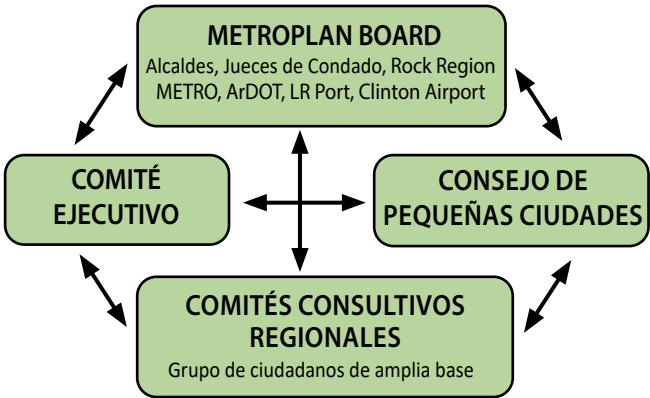 METROPLAN BOARD
Alcaldes, Jueces de Condado, Rock Region
METRO, ArDOT, LR Port, Clinton Airport
COMITÉ
EJECUTIVO
CONSEJO DE
PEQUEÑAS CIUDADES
COMITÉS CONSULTIVOS
REGIONALES
Grupo de ciudadanos de amplia base